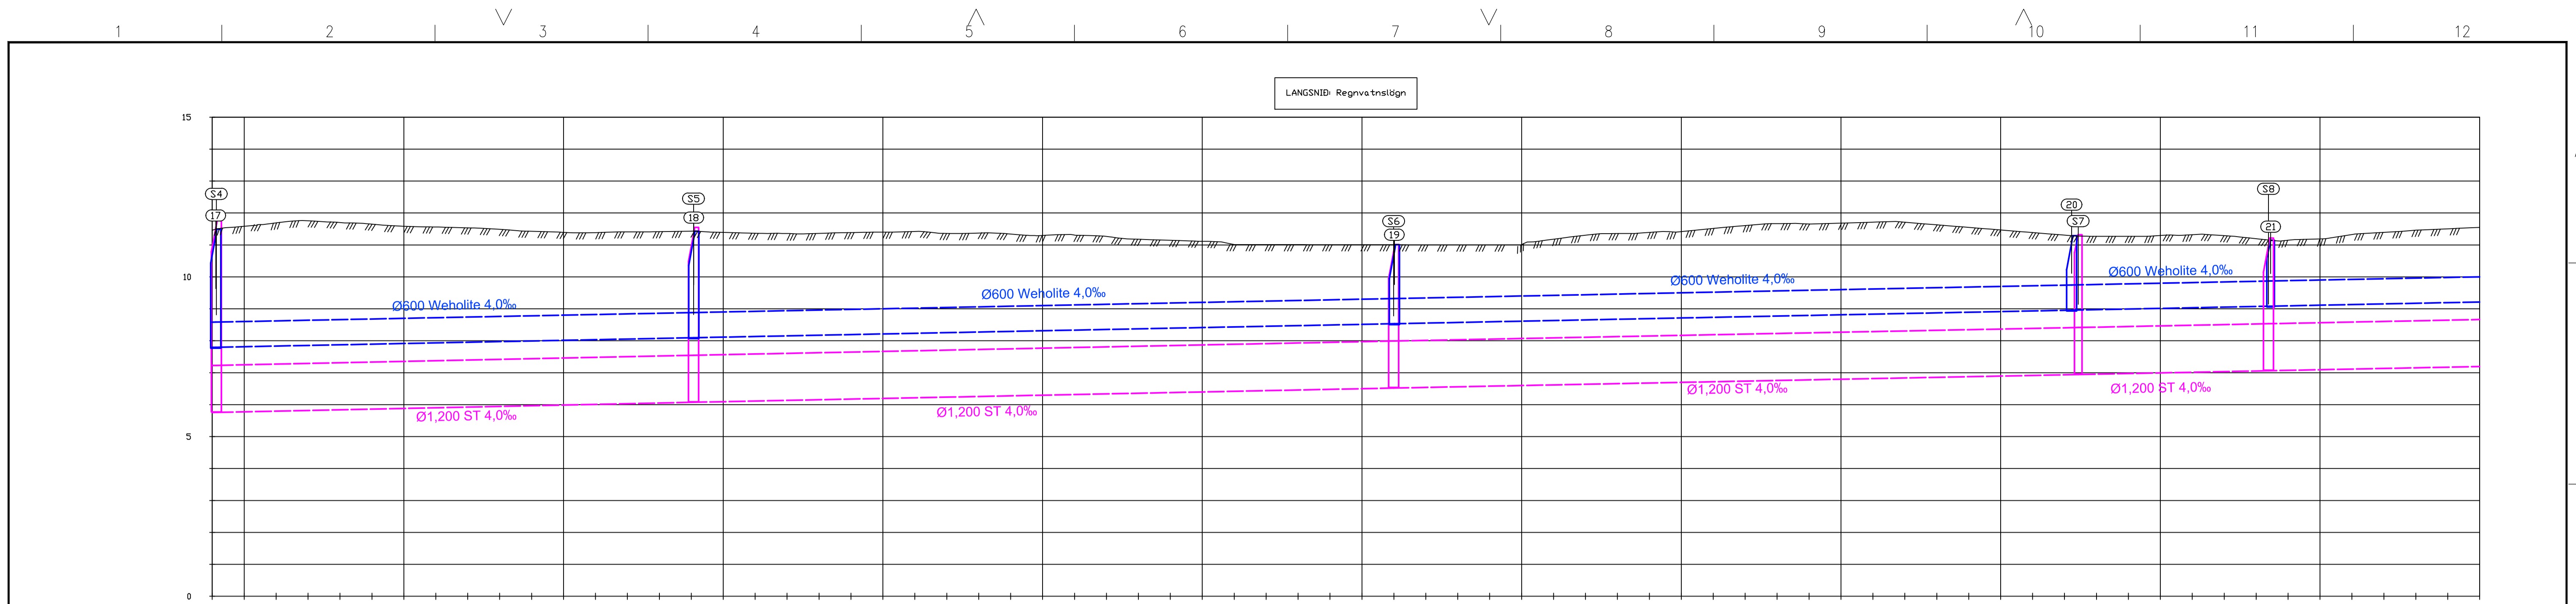 1 2 3 4 5 6 7 8 9 10 11 12
LANGSNIÐ: Regnvatnslögn
15
S4
17
S5
18
S6
19
20
S7
S8
21
10
Ø600 Weholite 4,0‰
Ø600 Weholite 4,0‰
Ø600 Weholite 4,0‰
Ø600 Weholite 4,0‰
Ø1,200 ST 4,0‰
Ø1,200 ST 4,0‰
Ø1,200 ST 4,0‰
Ø1,200 ST 4,0‰
5
0